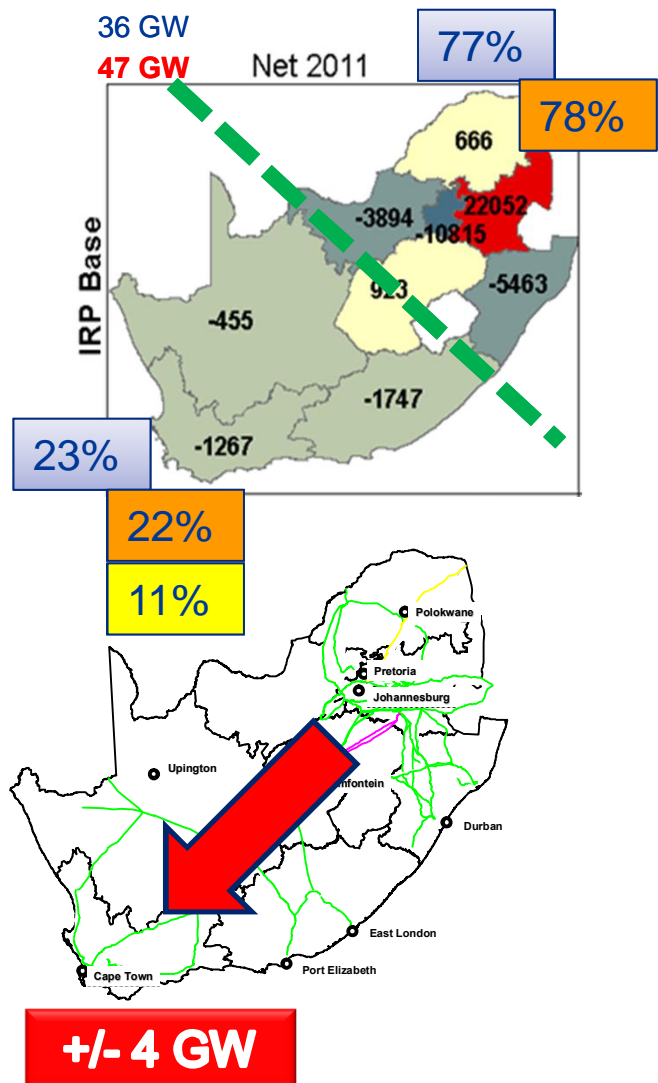 36 GW
47 GW
Net 2011
77%
78%
IRP Base
666
22052
-3894
-10815
923
-5463
-455
-1747
-1267
23%
22%
11%
Polokwane
Pretoria
Johannesburg
Upington
mfontein
Durban
East London
Port Elizabeth
Cape Town
+/- 4 GW